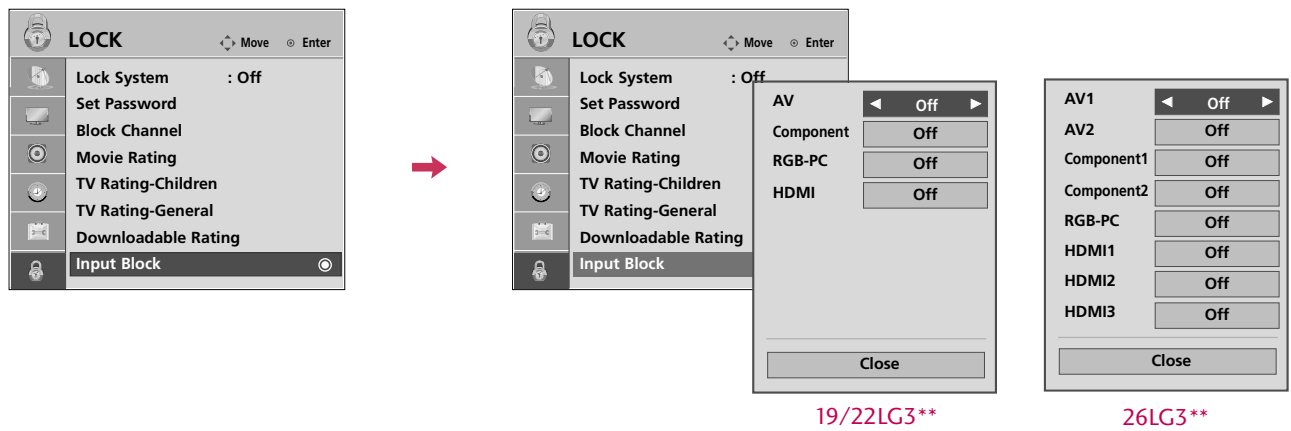 LOCK
Move
Enter
Lock System : Off
Set Password
Block Channel
Movie Rating
TV Rating-Children
TV Rating-General
Downloadable Rating
Input Block
LOCK
Move
Enter
Lock System : Off
Set Password
Block Channel
Movie Rating
TV Rating-Children
TV Rating-General
Downloadable Rating
Input Block
AV ◀ Off ▶
Component Off
RGB-PC Off
HDMI Off
Close
19/22LG3**
AV1 ◀ Off ▶
AV2 Off
Component1 Off
Component2 Off
RGB-PC Off
HDMI1 Off
HDMI2 Off
HDMI3 Off
Close
26LG3**